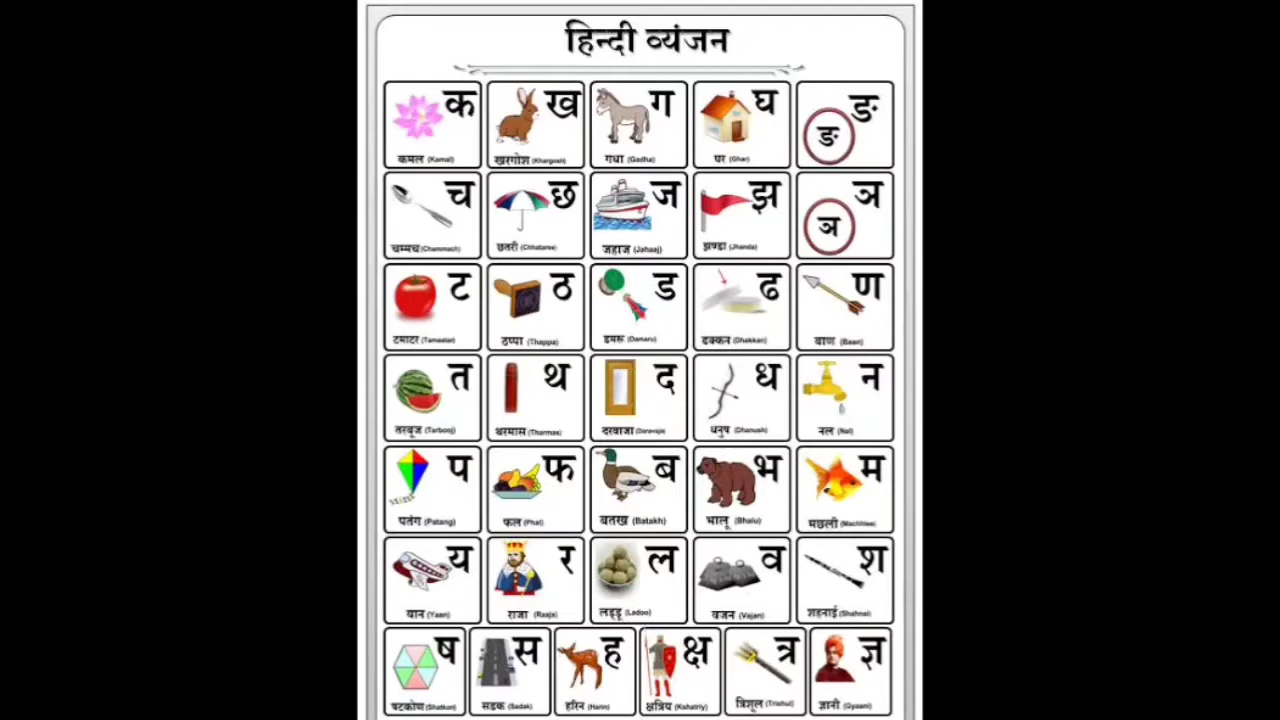 हिन्दी व्यंजन
क ख ग घ ङ ङ
कमल (Kamal) खरगोश (Khargosh) गधा (Gadha) घर (Ghar)
च छ ज झ ञ ञ
चम्मच (Chammach) छतरी (Chhataree) जहाज (Jahaaj) झण्डा (Jhanda)
ट ठ ड ढ ण
टमाटर (Tamaatar) ठप्पा (Thappa) डमरू (Damaru) ढक्कन (Dhakkan) बाण (Baan)
त थ द ध न
तरबूज (Tarbooj) थरमास (Tharmas) दरवाजा (Daravaja) धनुष (Dhanush) नल (Nal)
प फ ब भ म
पतंग (Patang) फल (Phal) बतख (Batakh) भालू (Bhalu) मछली (Machhlee)
य र ल व श
यान (Yaan) राजा (Raaja) लड्डू (Ladoo) वजन (Vajan) शहनाई (Shahnai)
ष स ह क्ष त्र ज्ञ
षटकोण (Shatkon) सड़क (Sadak) हरिन (Harin) क्षत्रिय (Kshatriy) त्रिशूल (Trishul) ज्ञानी (Gyaani)